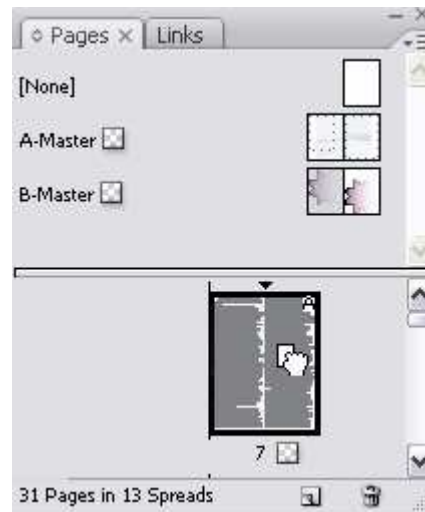 Pages Links
[None]
A-Master
B-Master
A
7
31 Pages in 13 Spreads